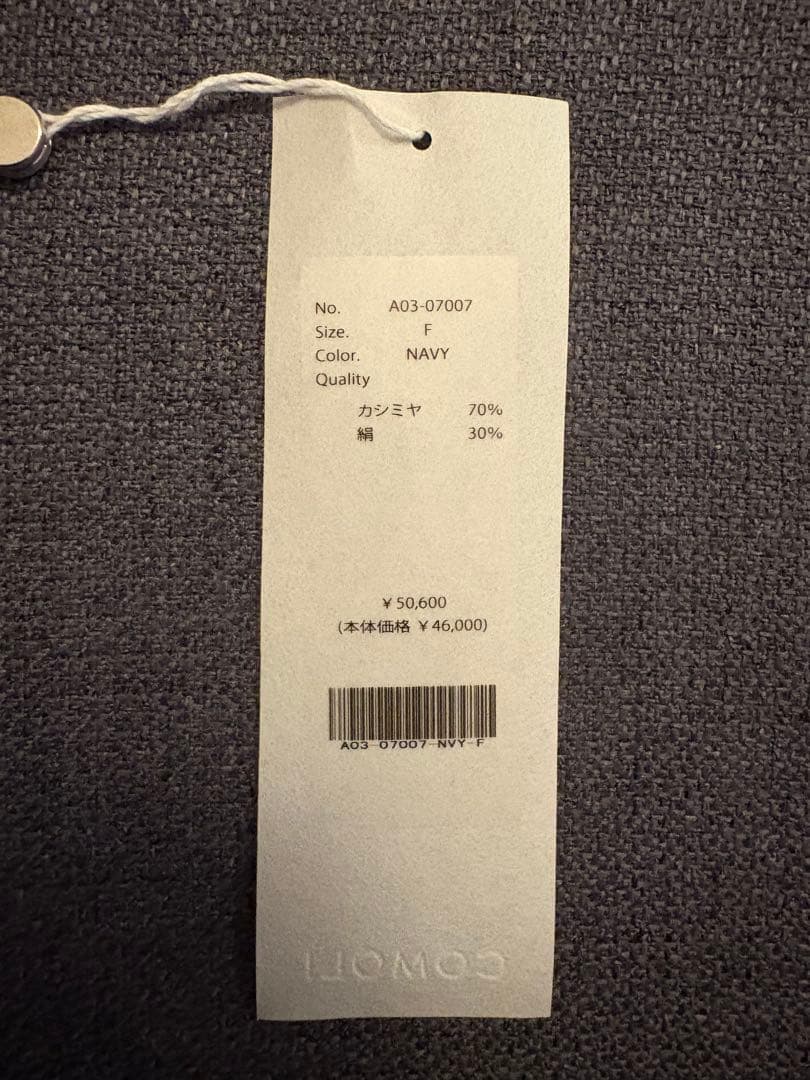 No. A03-07007
Size. F
Color. NAVY
Quality
カシミヤ 70%
絹 30%
¥ 50,600
(本体価格 ¥ 46,000)
A03-07007-NVY-F
COMOLI